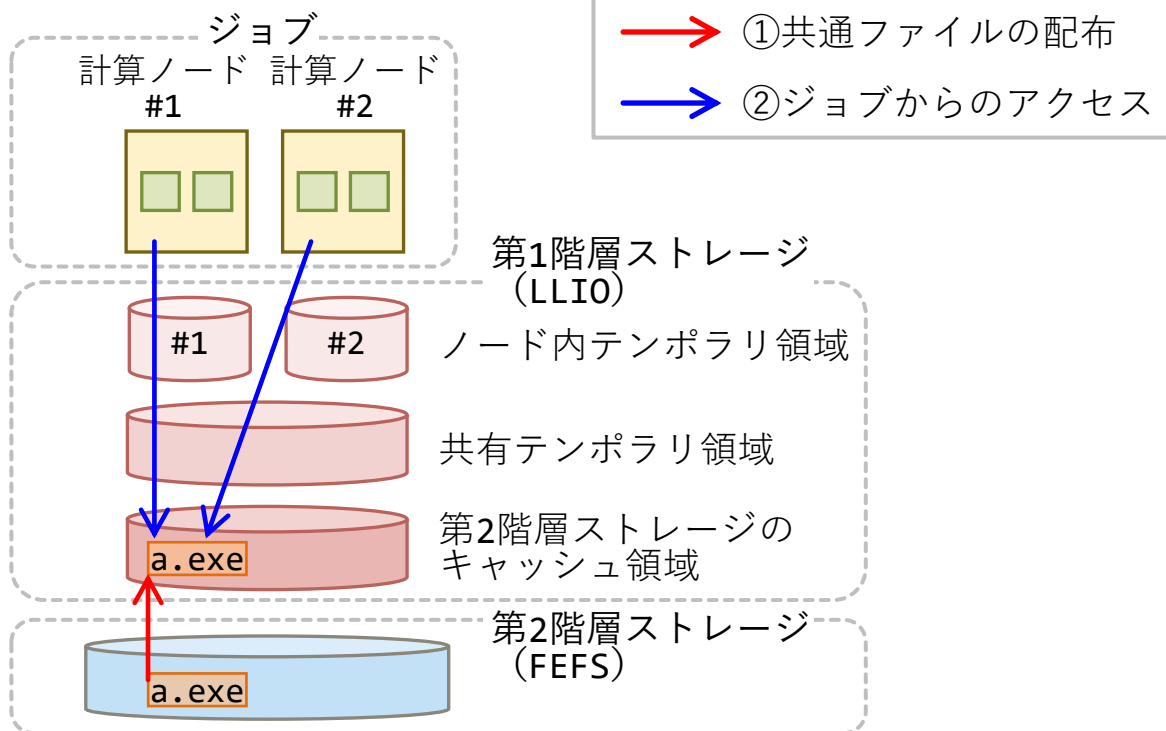 ジョブ
計算ノード
#1
計算ノード
#2
①共通ファイルの配布
②ジョブからのアクセス
第1階層ストレージ
（LLIO）
#1
#2
ノード内テンポラリ領域
共有テンポラリ領域
第2階層ストレージの
キャッシュ領域
a.exe
第2階層ストレージ
（FEFS）
a.exe